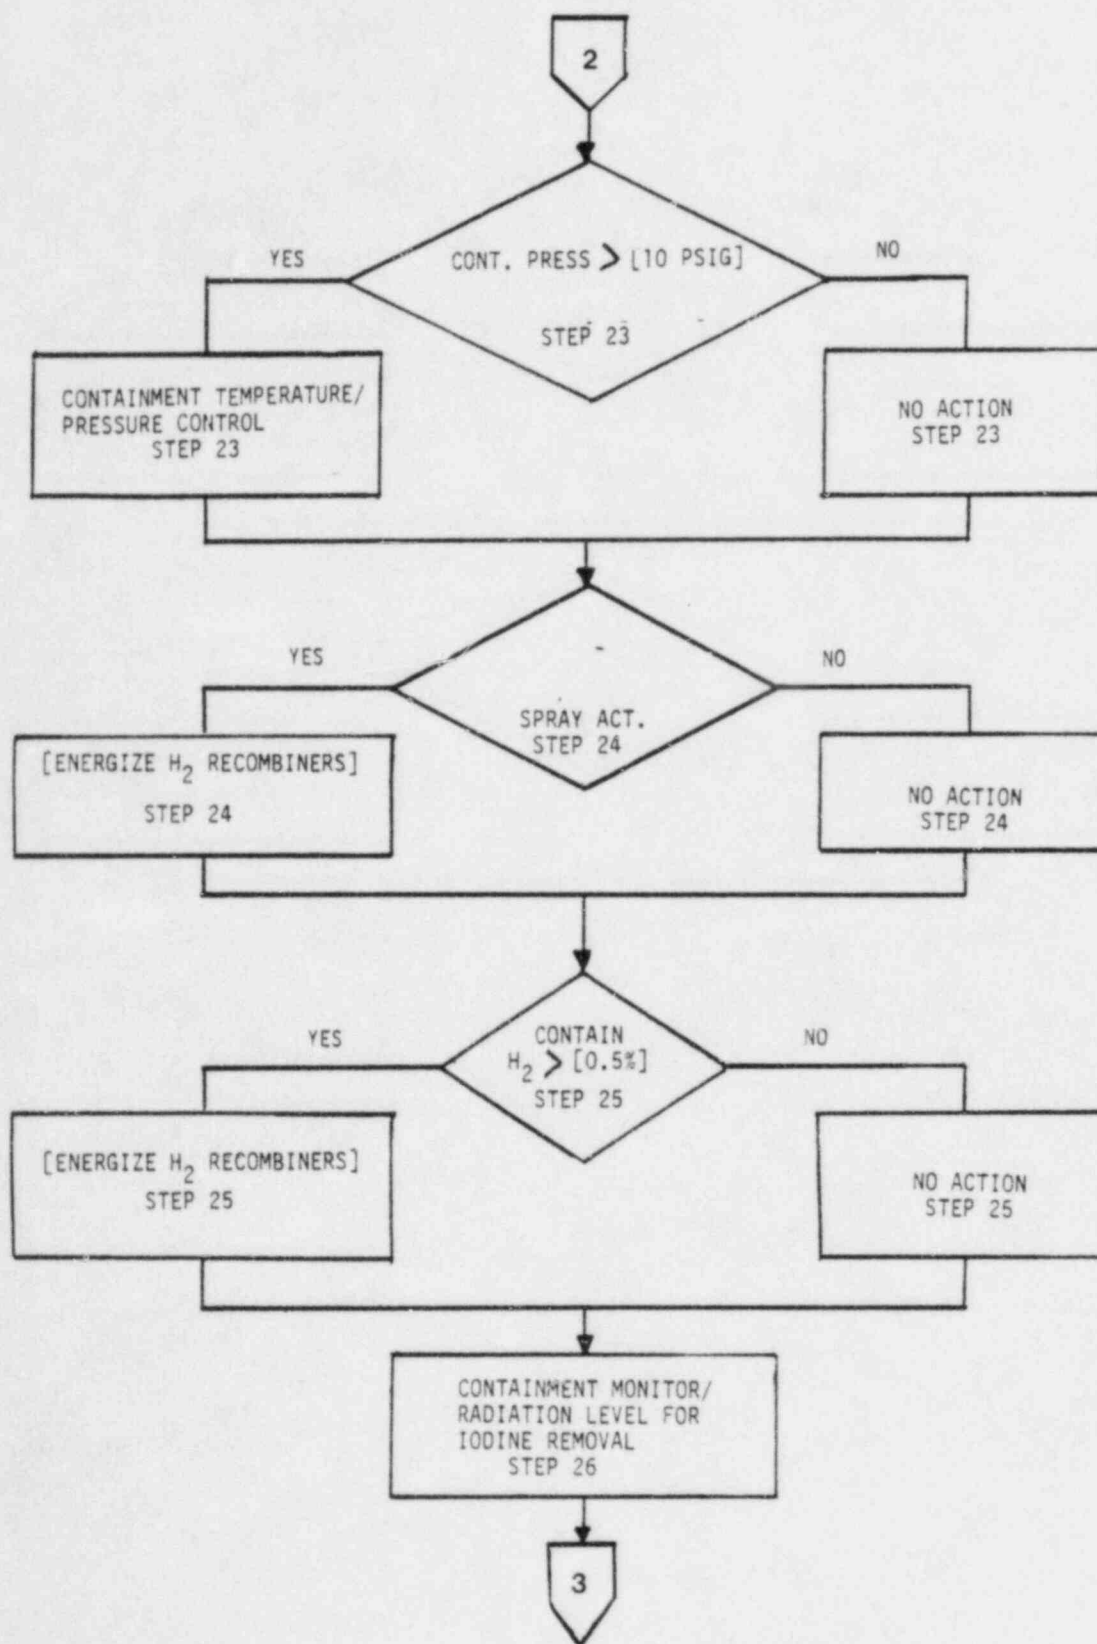 2
YES
CONT. PRESS > [10 PSIG]
NO
STEP 23
CONTAINMENT TEMPERATURE/
PRESSURE CONTROL
STEP 23
NO ACTION
STEP 23
YES
NO
SPRAY ACT.
STEP 24
[ENERGIZE H₂ RECOMBINERS]
STEP 24
NO ACTION
STEP 24
YES
CONTAIN
H₂ > [0.5%]
STEP 25
NO
[ENERGIZE H₂ RECOMBINERS]
STEP 25
NO ACTION
STEP 25
CONTAINMENT MONITOR/
RADIATION LEVEL FOR
IODINE REMOVAL
STEP 26
3